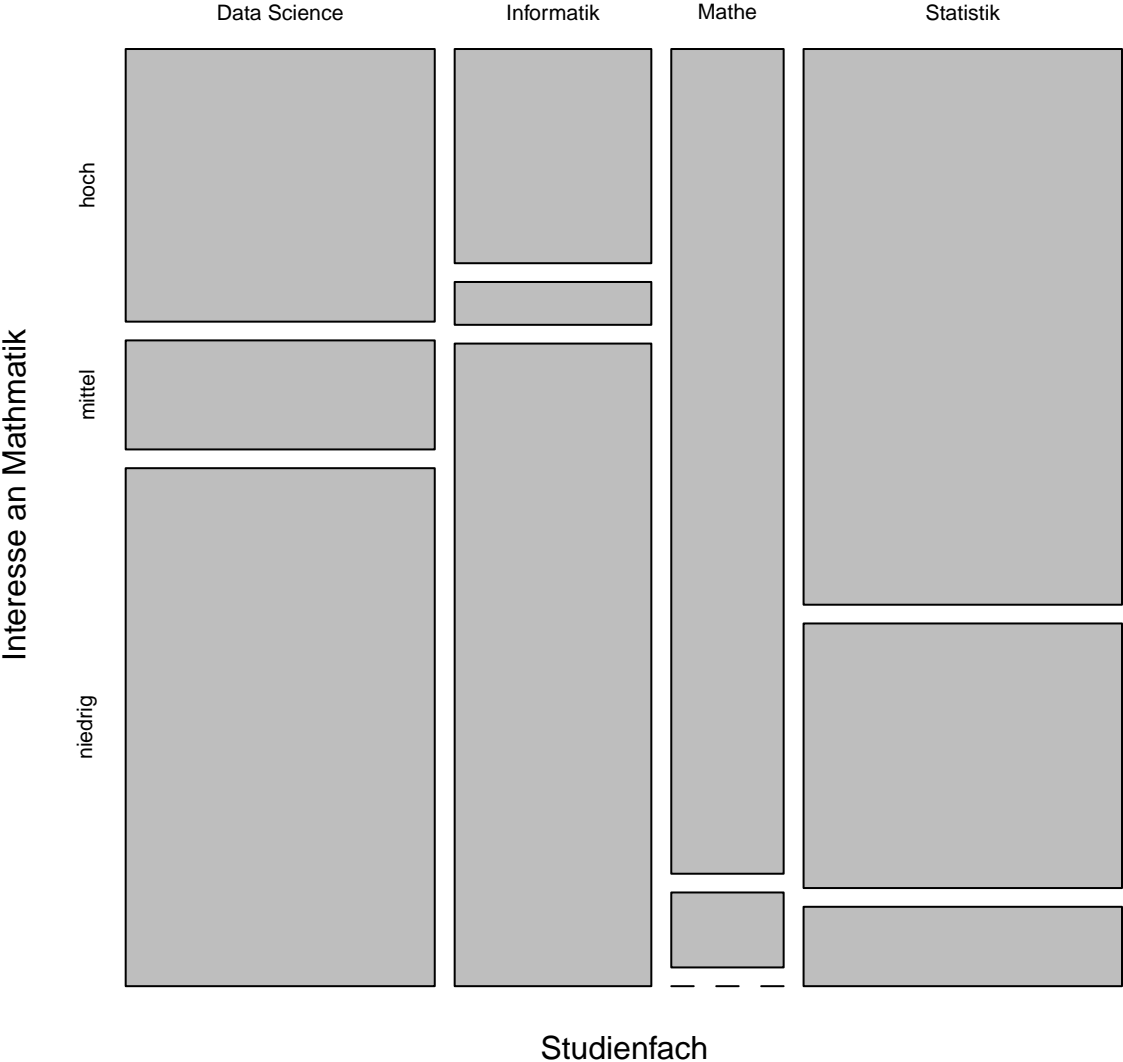 Data Science
Informatik
Mathe
Statistik
hoch
mittel
niedrig
Interesse an Mathmatik
Studienfach